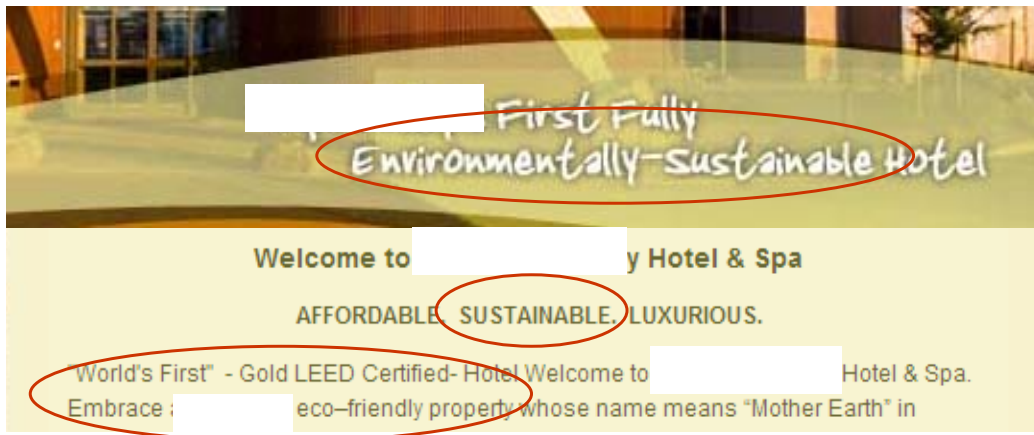 First Fully
Environmentally-Sustainable Hotel
Welcome to y Hotel & Spa
AFFORDABLE. SUSTAINABLE. LUXURIOUS.
"World's First" - Gold LEED Certified- Hotel Welcome to Hotel & Spa.
Embrace eco–friendly property whose name means “Mother Earth” in